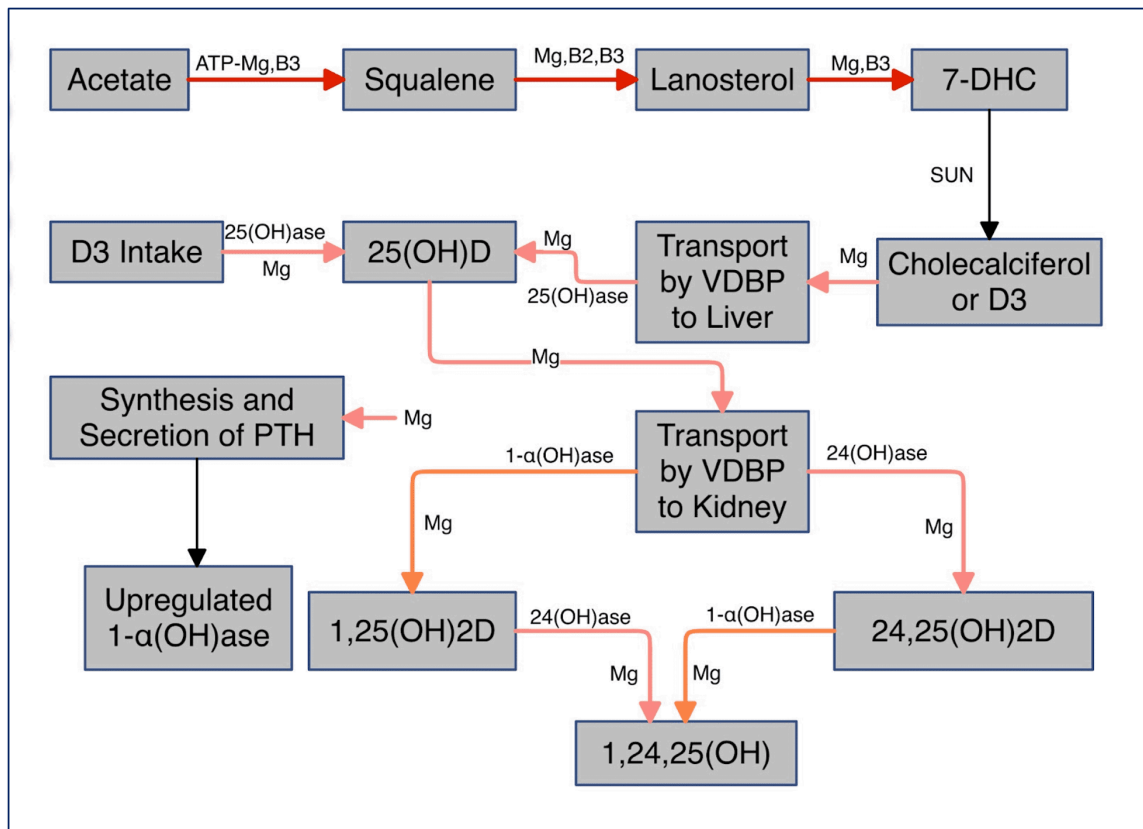 Acetate
ATP-Mg,B3
Squalene
Mg,B2,B3
Lanosterol
Mg,B3
7-DHC
SUN
D3 Intake
25(OH)ase
Mg
25(OH)D
Mg
25(OH)ase
Transport
by VDBP
to Liver
Mg
Cholecalciferol
or D3
Mg
Synthesis and
Secretion of PTH
Mg
1-α(OH)ase
Mg
Transport
by VDBP
to Kidney
24(OH)ase
Mg
Upregulated
1-α(OH)ase
1,25(OH)2D
24(OH)ase
Mg
1-α(OH)ase
Mg
24,25(OH)2D
1,24,25(OH)